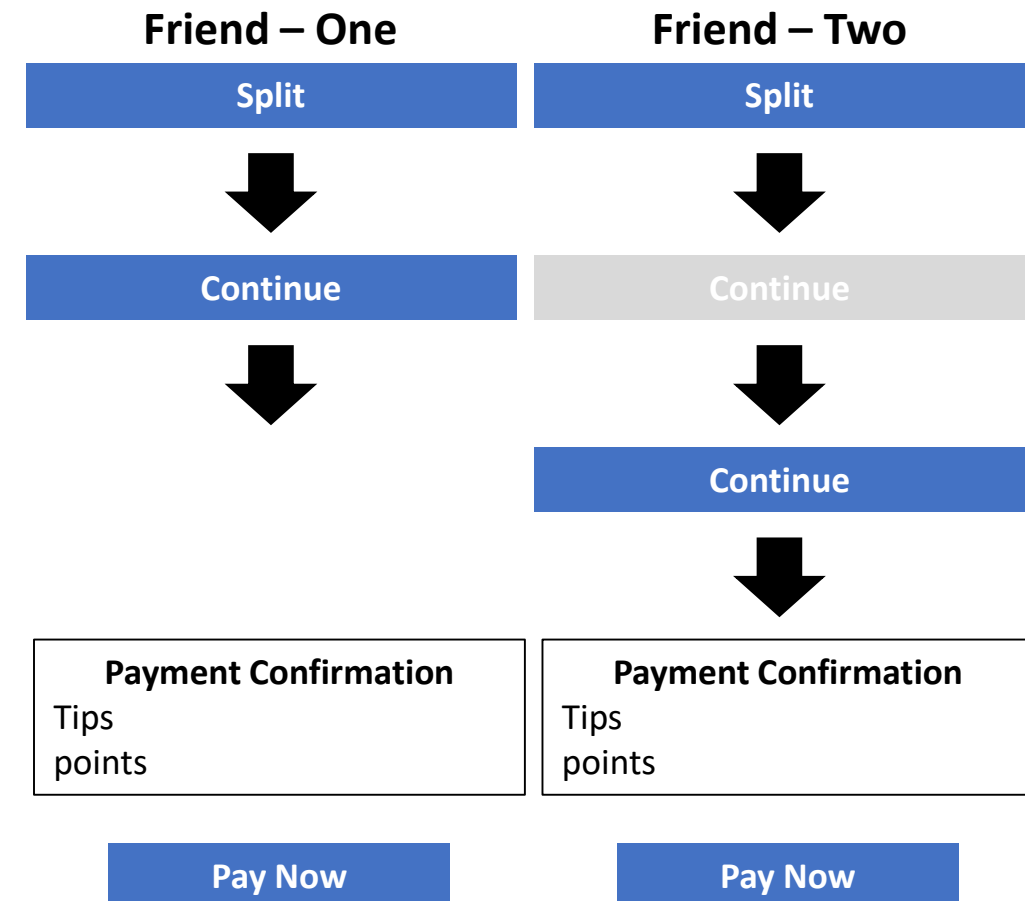 Friend – One
Friend – Two
Split
Split
Continue
Continue
Continue
Payment Confirmation
Tips
points
Payment Confirmation
Tips
points
Pay Now
Pay Now